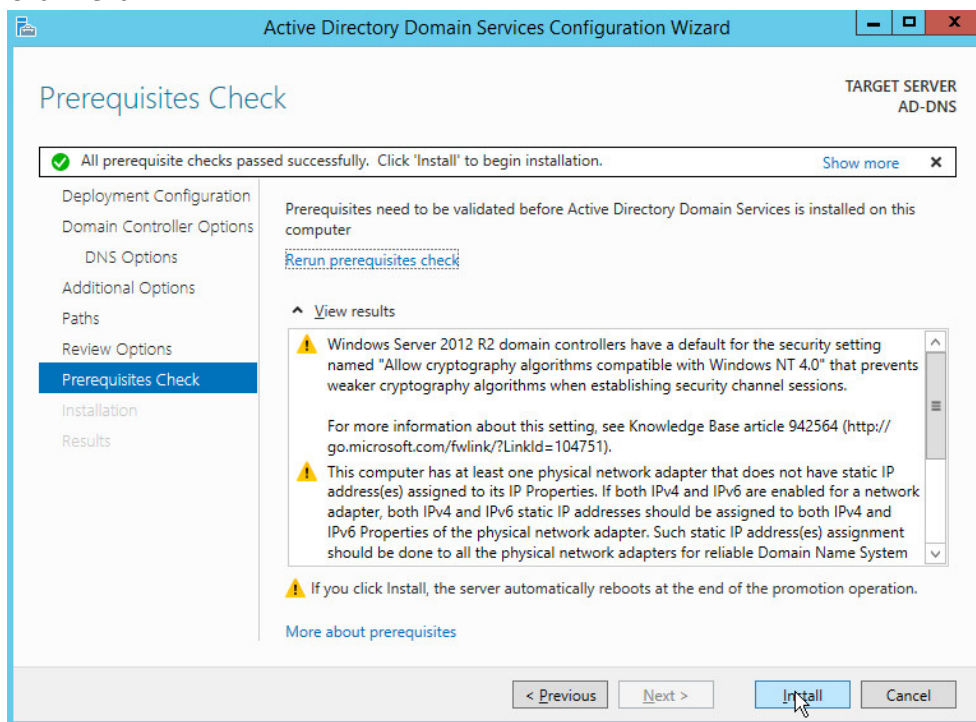 Active Directory Domain Services Configuration Wizard
Prerequisites Check
TARGET SERVER
AD-DNS
All prerequisite checks passed successfully. Click 'Install' to begin installation.
Show more
Deployment Configuration
Domain Controller Options
DNS Options
Additional Options
Paths
Review Options
Prerequisites Check
Installation
Results
Prerequisites need to be validated before Active Directory Domain Services is installed on this
computer
Rerun prerequisites check
View results
Windows Server 2012 R2 domain controllers have a default for the security setting
named "Allow cryptography algorithms compatible with Windows NT 4.0" that prevents
weaker cryptography algorithms when establishing security channel sessions.
For more information about this setting, see Knowledge Base article 942564 (http://
go.microsoft.com/fwlink/?LinkId=104751).
This computer has at least one physical network adapter that does not have static IP
address(es) assigned to its IP Properties. If both IPv4 and IPv6 are enabled for a network
adapter, both IPv4 and IPv6 static IP addresses should be assigned to both IPv4 and
IPv6 Properties of the physical network adapter. Such static IP address(es) assignment
should be done to all the physical network adapters for reliable Domain Name System
If you click Install, the server automatically reboots at the end of the promotion operation.
More about prerequisites
< Previous
Next >
Install
Cancel